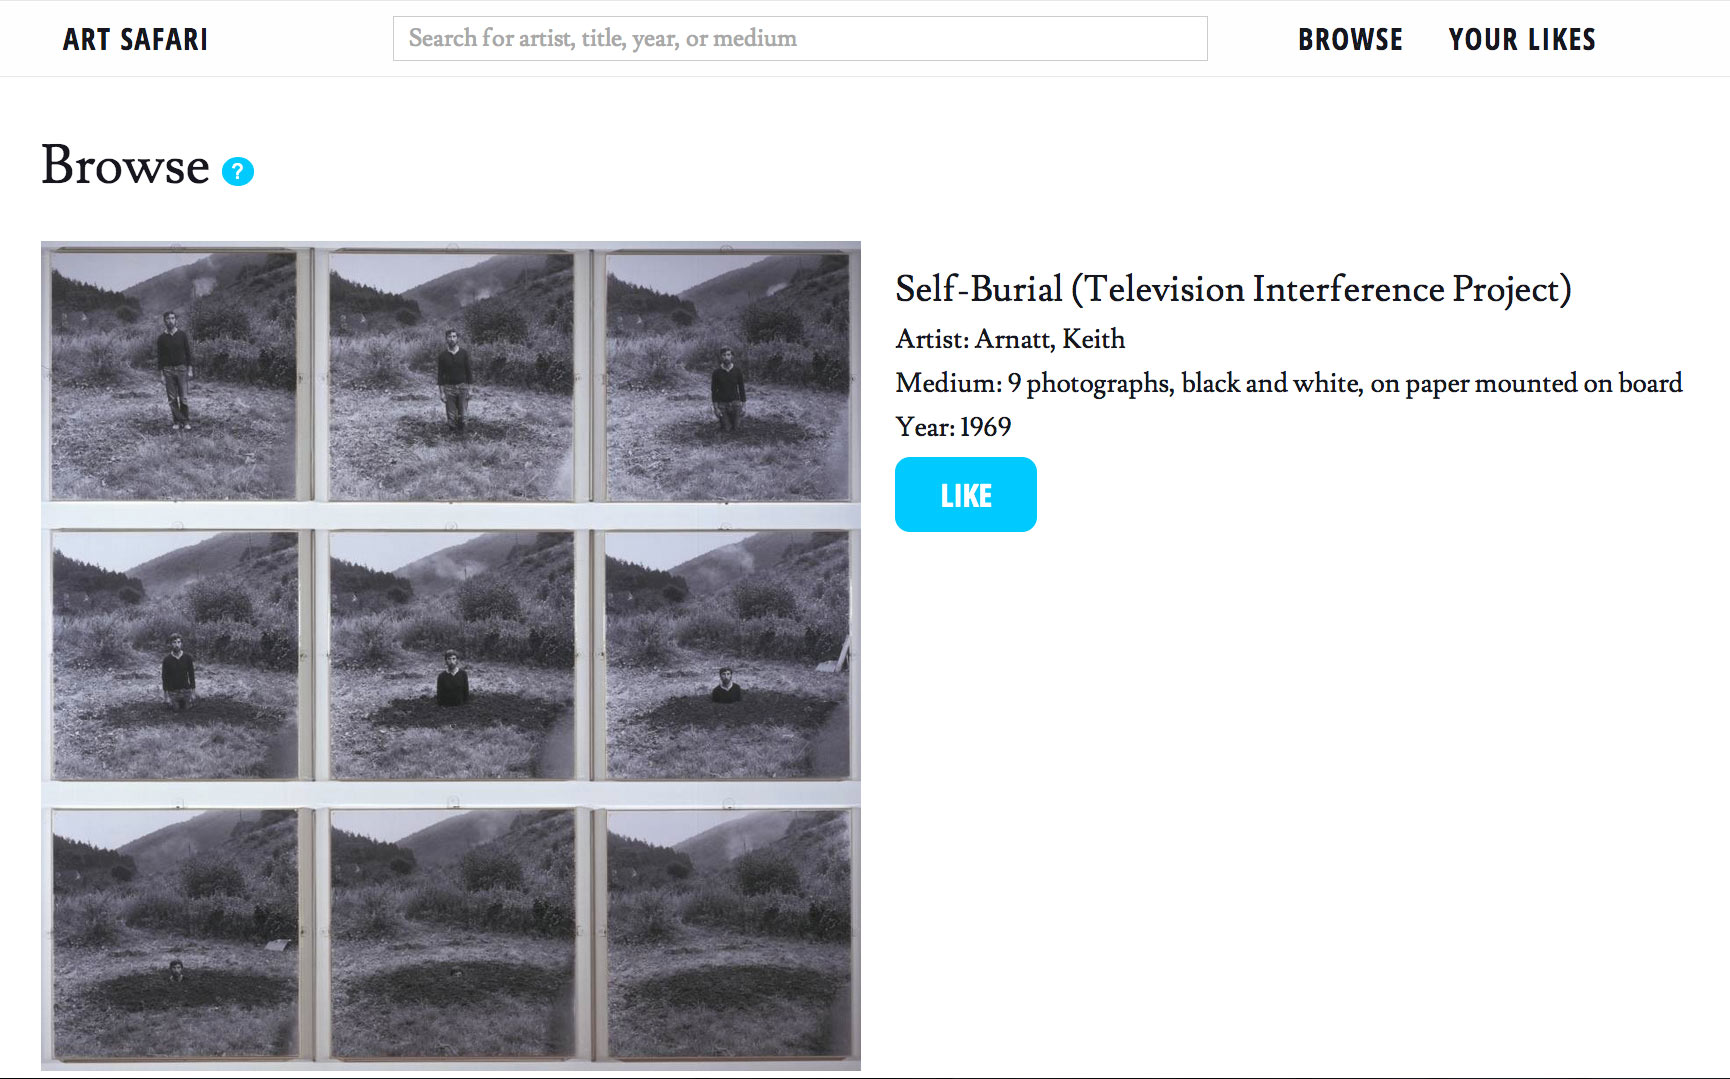 ART SAFARI
Search for artist, title, year, or medium
BROWSE
YOUR LIKES
Browse ?
Self-Burial (Television Interference Project)
Artist: Arnatt, Keith
Medium: 9 photographs, black and white, on paper mounted on board
Year: 1969
LIKE